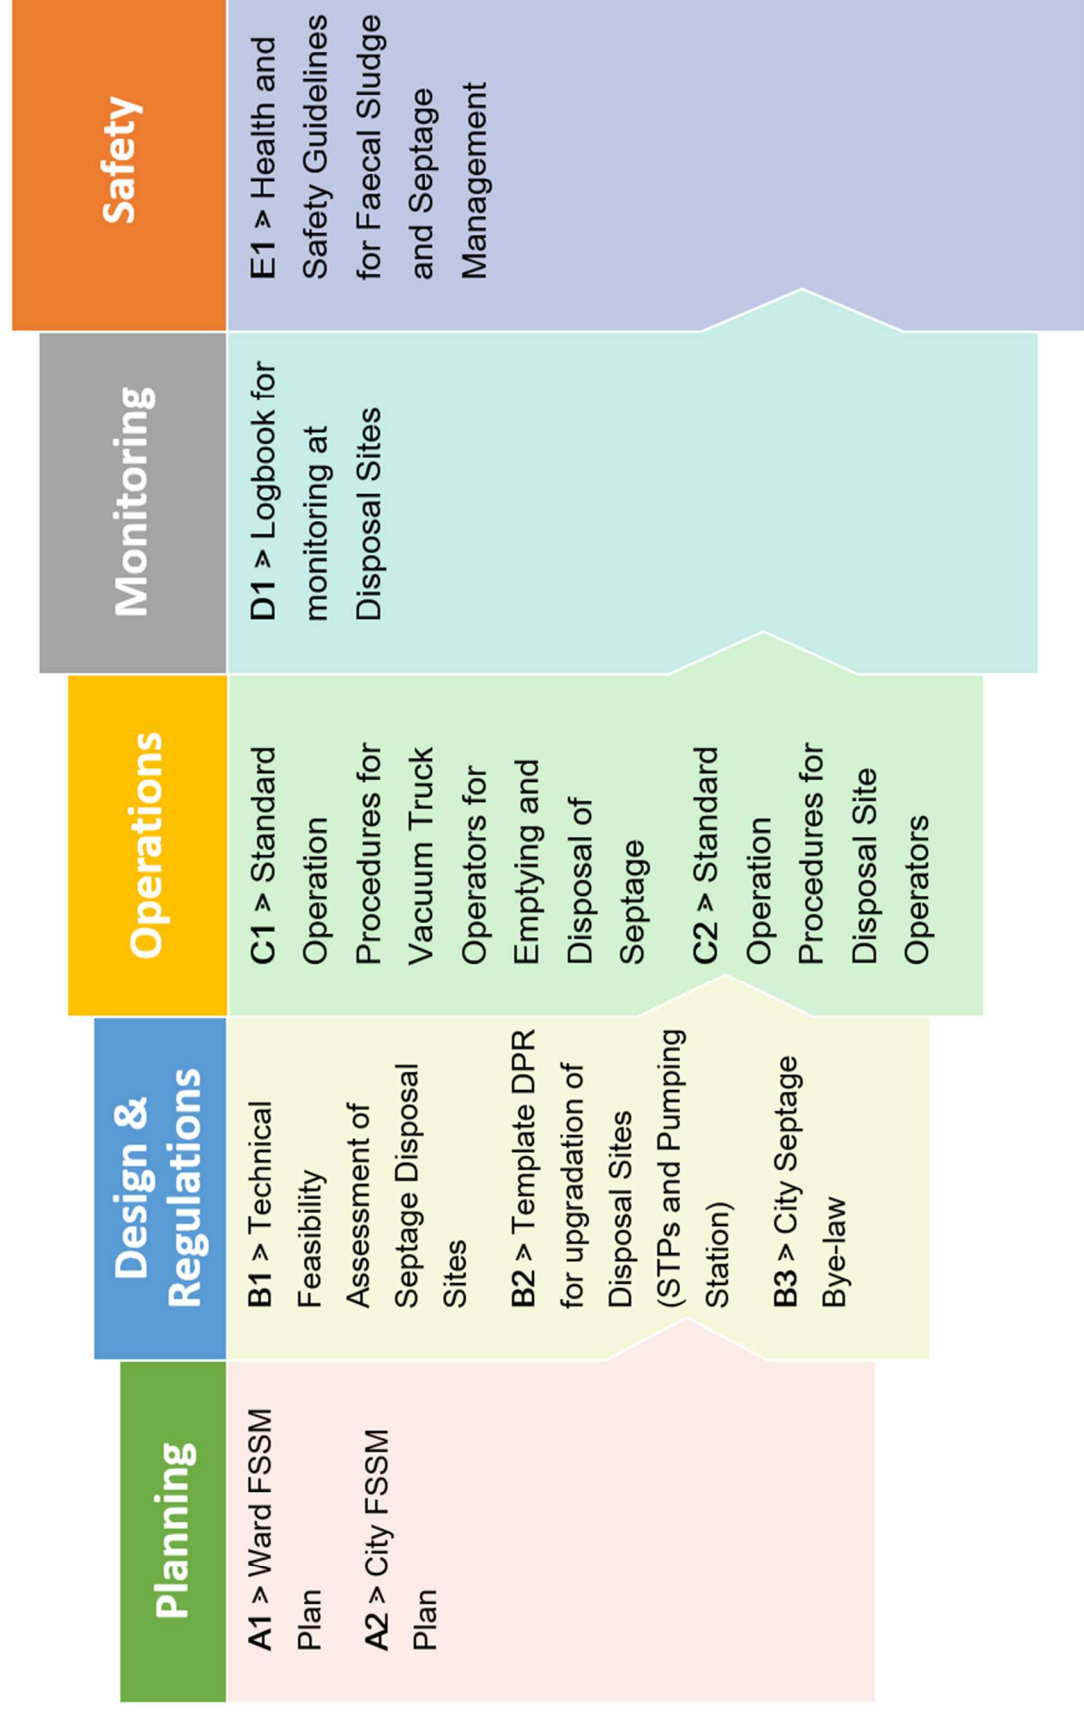 Planning
A1 > Ward FSSM
Plan
A2 > City FSSM
Plan
Design &
Regulations
B1 > Technical
Feasibility
Assessment of
Septage Disposal
Sites
B2 > Template DPR
for upgradation of
Disposal Sites
(STPs and Pumping
Station)
B3 > City Septage
Bye-law
Operations
C1 > Standard
Operation
Procedures for
Vacuum Truck
Operators for
Emptying and
Disposal of
Septage
C2 > Standard
Operation
Procedures for
Disposal Site
Operators
Monitoring
D1 > Logbook for
monitoring at
Disposal Sites
Safety
E1 > Health and
Safety Guidelines
for Faecal Sludge
and Septage
Management